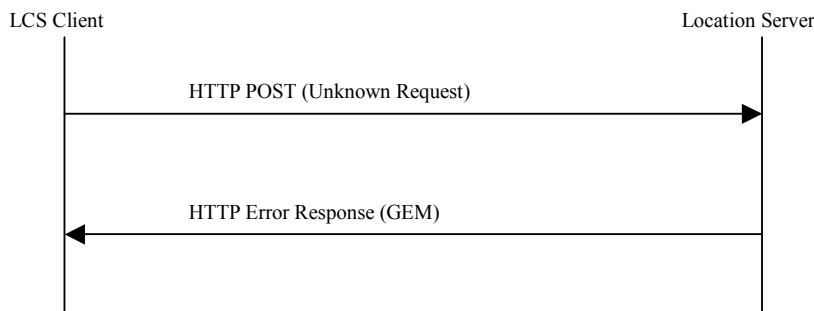 LCS Client
Location Server
HTTP POST (Unknown Request)
HTTP Error Response (GEM)